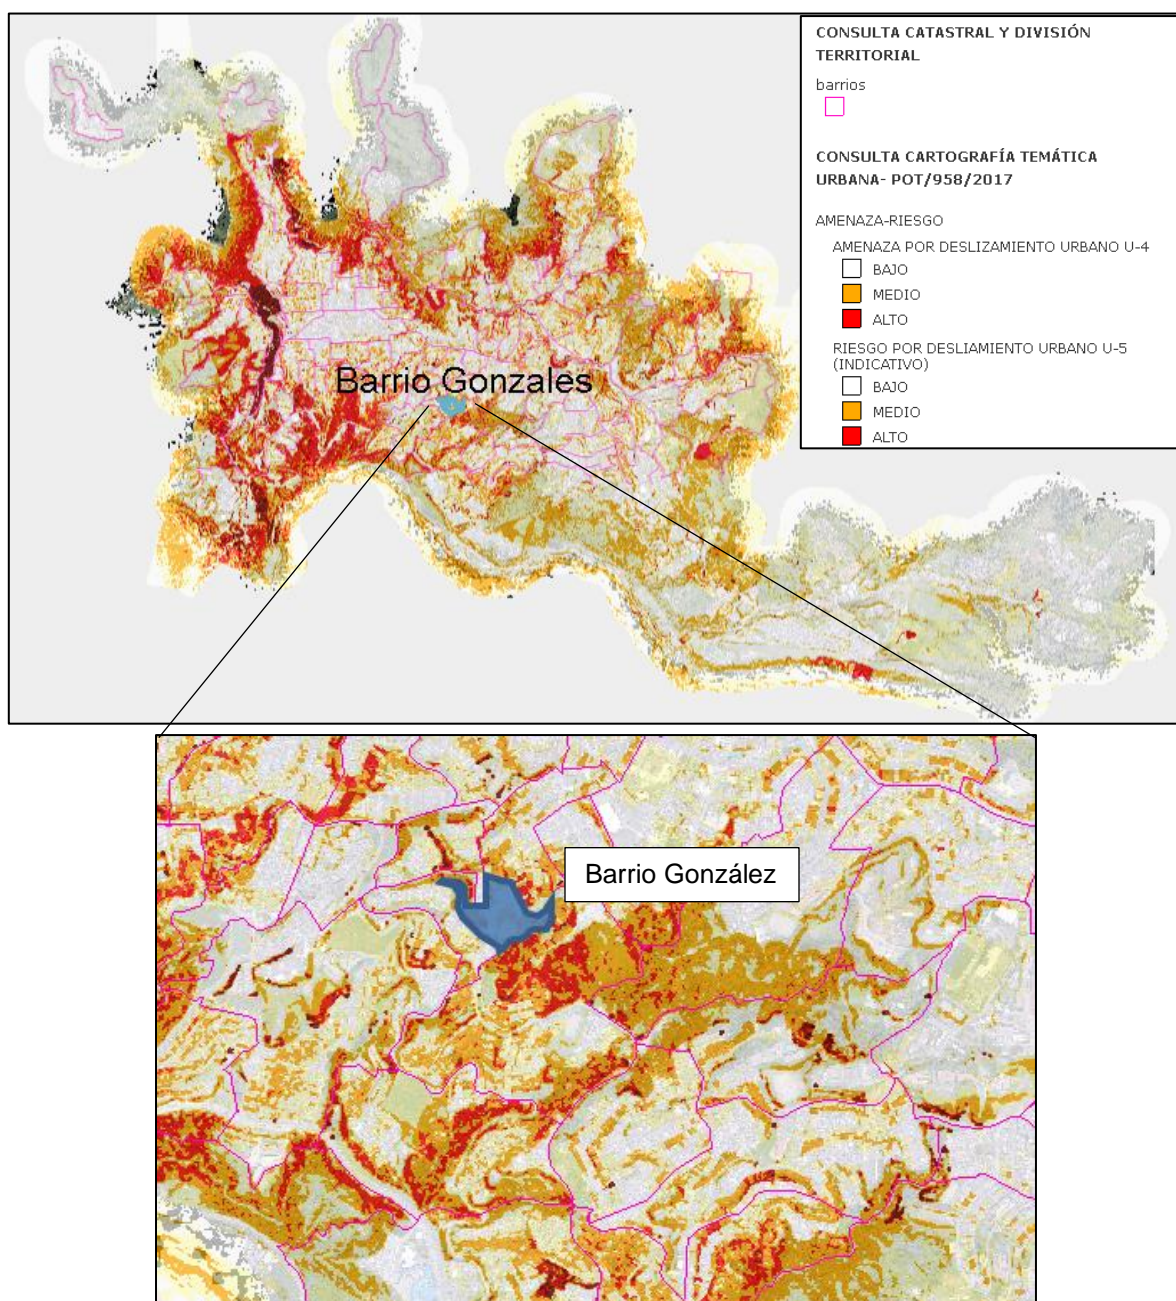 CONSULTA CATASTRAL Y DIVISIÓN
TERRITORIAL
barrios
CONSULTA CARTOGRAFÍA TEMÁTICA
URBANA- POT/958/2017
AMENAZA-RIESGO
AMENAZA POR DESLIZAMIENTO URBANO U-4
BAJO
MEDIO
ALTO
RIESGO POR DESLIAMIENTO URBANO U-5
(INDICATIVO)
BAJO
MEDIO
ALTO
Barrio Gonzales
Barrio González